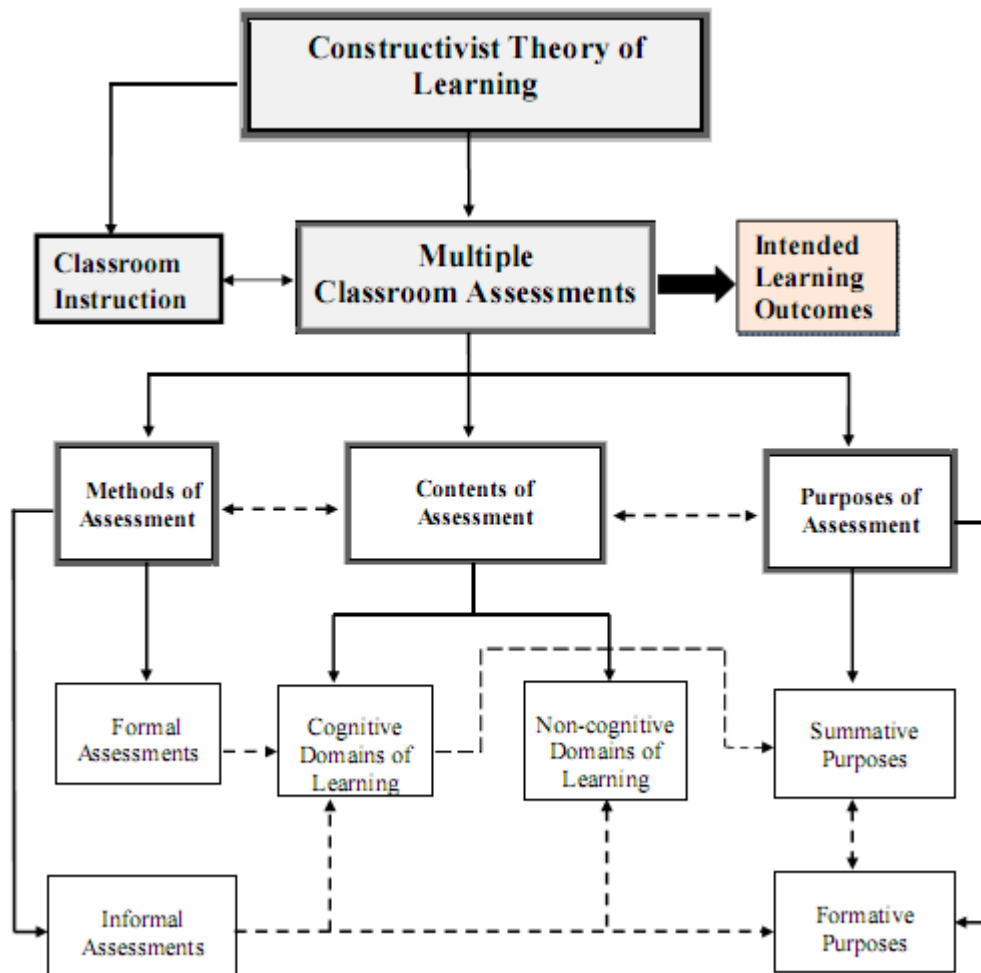 Constructivist Theory of
Learning
Classroom
Instruction
Multiple
Classroom Assessments
Intended
Learning
Outcomes
Methods of
Assessment
Contents of
Assessment
Purposes of
Assessment
Formal
Assessments
Cognitive
Domains of
Learning
Non-cognitive
Domains of
Learning
Summative
Purposes
Informal
Assessments
Formative
Purposes